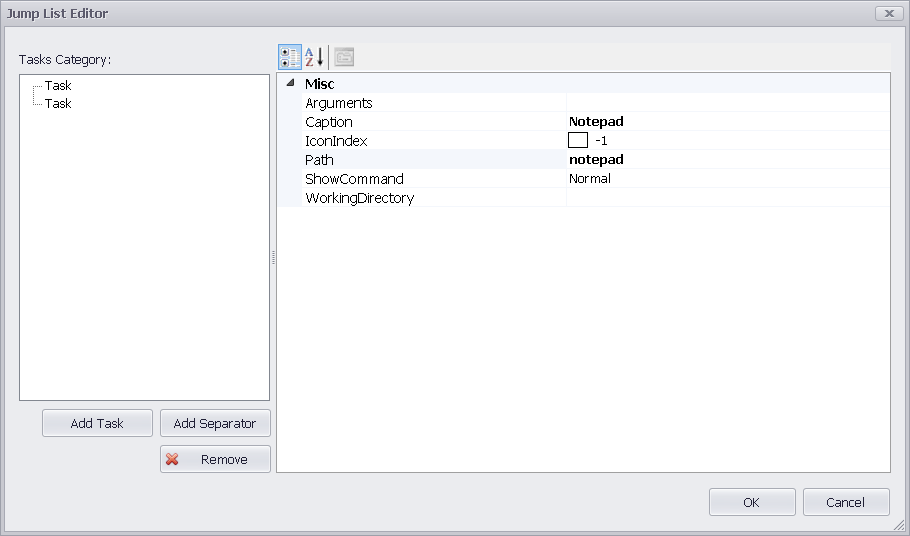 Jump List Editor
Tasks Category:
Task
Task
Add Task
Add Separator
Remove
A
Z
Misc
Arguments
Caption Notepad
IconIndex -1
Path notepad
ShowCommand Normal
WorkingDirectory
OK
Cancel